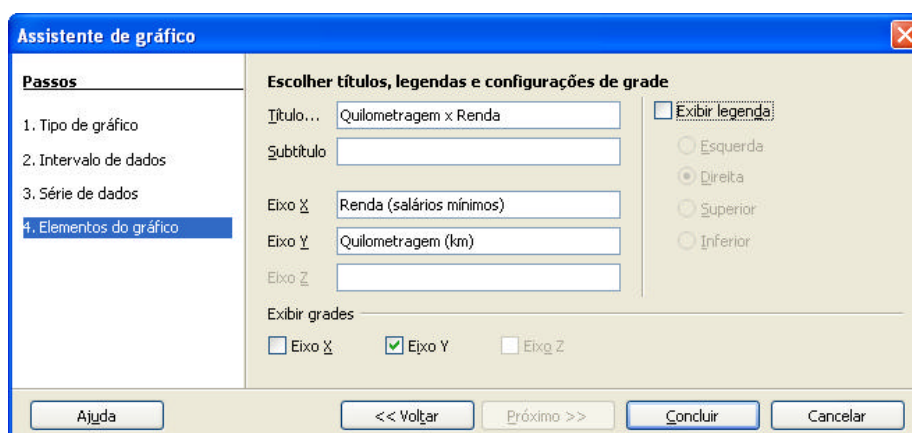 Assistente de gráfico
Passos
1. Tipo de gráfico
2. Intervalo de dados
3. Série de dados
4. Elementos do gráfico
Escolher títulos, legendas e configurações de grade
Título... Quilometragem x Renda
Subtítulo
Eixo X Renda (salários mínimos)
Eixo Y Quilometragem (km)
Eixo Z
Exibir legenda
Esquerda
Direita
Superior
Inferior
Exibir grades
Eixo X Eixo Y Eixo Z
Ajuda << Voltar Próximo >> Concluir Cancelar